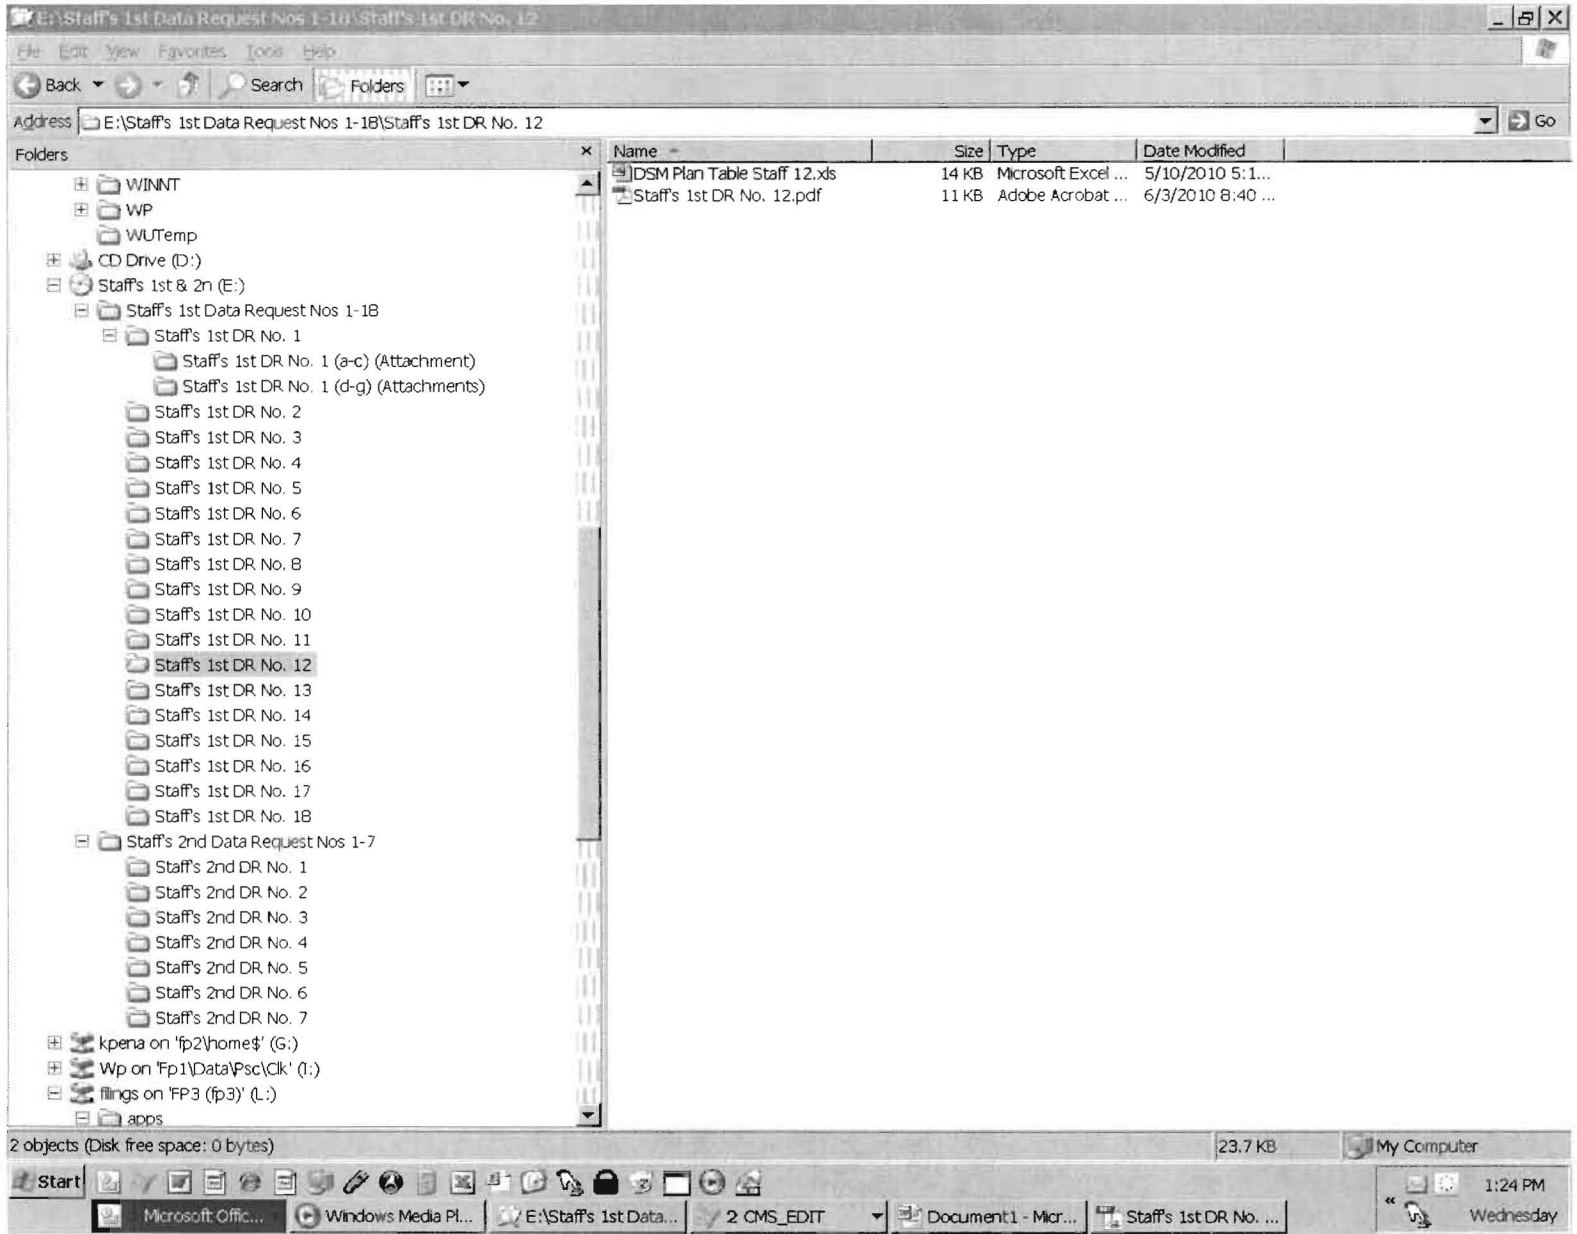 E:\Staff's 1st Data Request Nos 1-18\Staff's 1st DR No. 12
File Edit View Favorites Tools Help
Back Search Folders
Address E:\Staff's 1st Data Request Nos 1-18\Staff's 1st DR No. 12 Go
Folders × Name Size Type Date Modified
DSM Plan Table Staff 12.xls 14 KB Microsoft Excel ... 5/10/2010 5:1...
Staff's 1st DR No. 12.pdf 11 KB Adobe Acrobat ... 6/3/2010 8:40 ...
WINNT
WP
WUTemp
CD Drive (D:)
Staff's 1st & 2n (E:)
Staff's 1st Data Request Nos 1-18
Staff's 1st DR No. 1
Staff's 1st DR No. 1 (a-c) (Attachment)
Staff's 1st DR No. 1 (d-g) (Attachments)
Staff's 1st DR No. 2
Staff's 1st DR No. 3
Staff's 1st DR No. 4
Staff's 1st DR No. 5
Staff's 1st DR No. 6
Staff's 1st DR No. 7
Staff's 1st DR No. 8
Staff's 1st DR No. 9
Staff's 1st DR No. 10
Staff's 1st DR No. 11
Staff's 1st DR No. 12
Staff's 1st DR No. 13
Staff's 1st DR No. 14
Staff's 1st DR No. 15
Staff's 1st DR No. 16
Staff's 1st DR No. 17
Staff's 1st DR No. 18
Staff's 2nd Data Request Nos 1-7
Staff's 2nd DR No. 1
Staff's 2nd DR No. 2
Staff's 2nd DR No. 3
Staff's 2nd DR No. 4
Staff's 2nd DR No. 5
Staff's 2nd DR No. 6
Staff's 2nd DR No. 7
kpena on 'fp2\home$' (G:)
Wp on 'Fp1\Data\Psc\Clk' (I:)
filings on 'FP3 (fp3)' (L:)
apps
2 objects (Disk free space: 0 bytes) 23.7 KB My Computer
Start « 1:24 PM
Microsoft Offic... Windows Media Pl... E:\Staff's 1st Data... 2 CMS_EDIT Document1 - Micr... Staff's 1st DR No. ... Wednesday